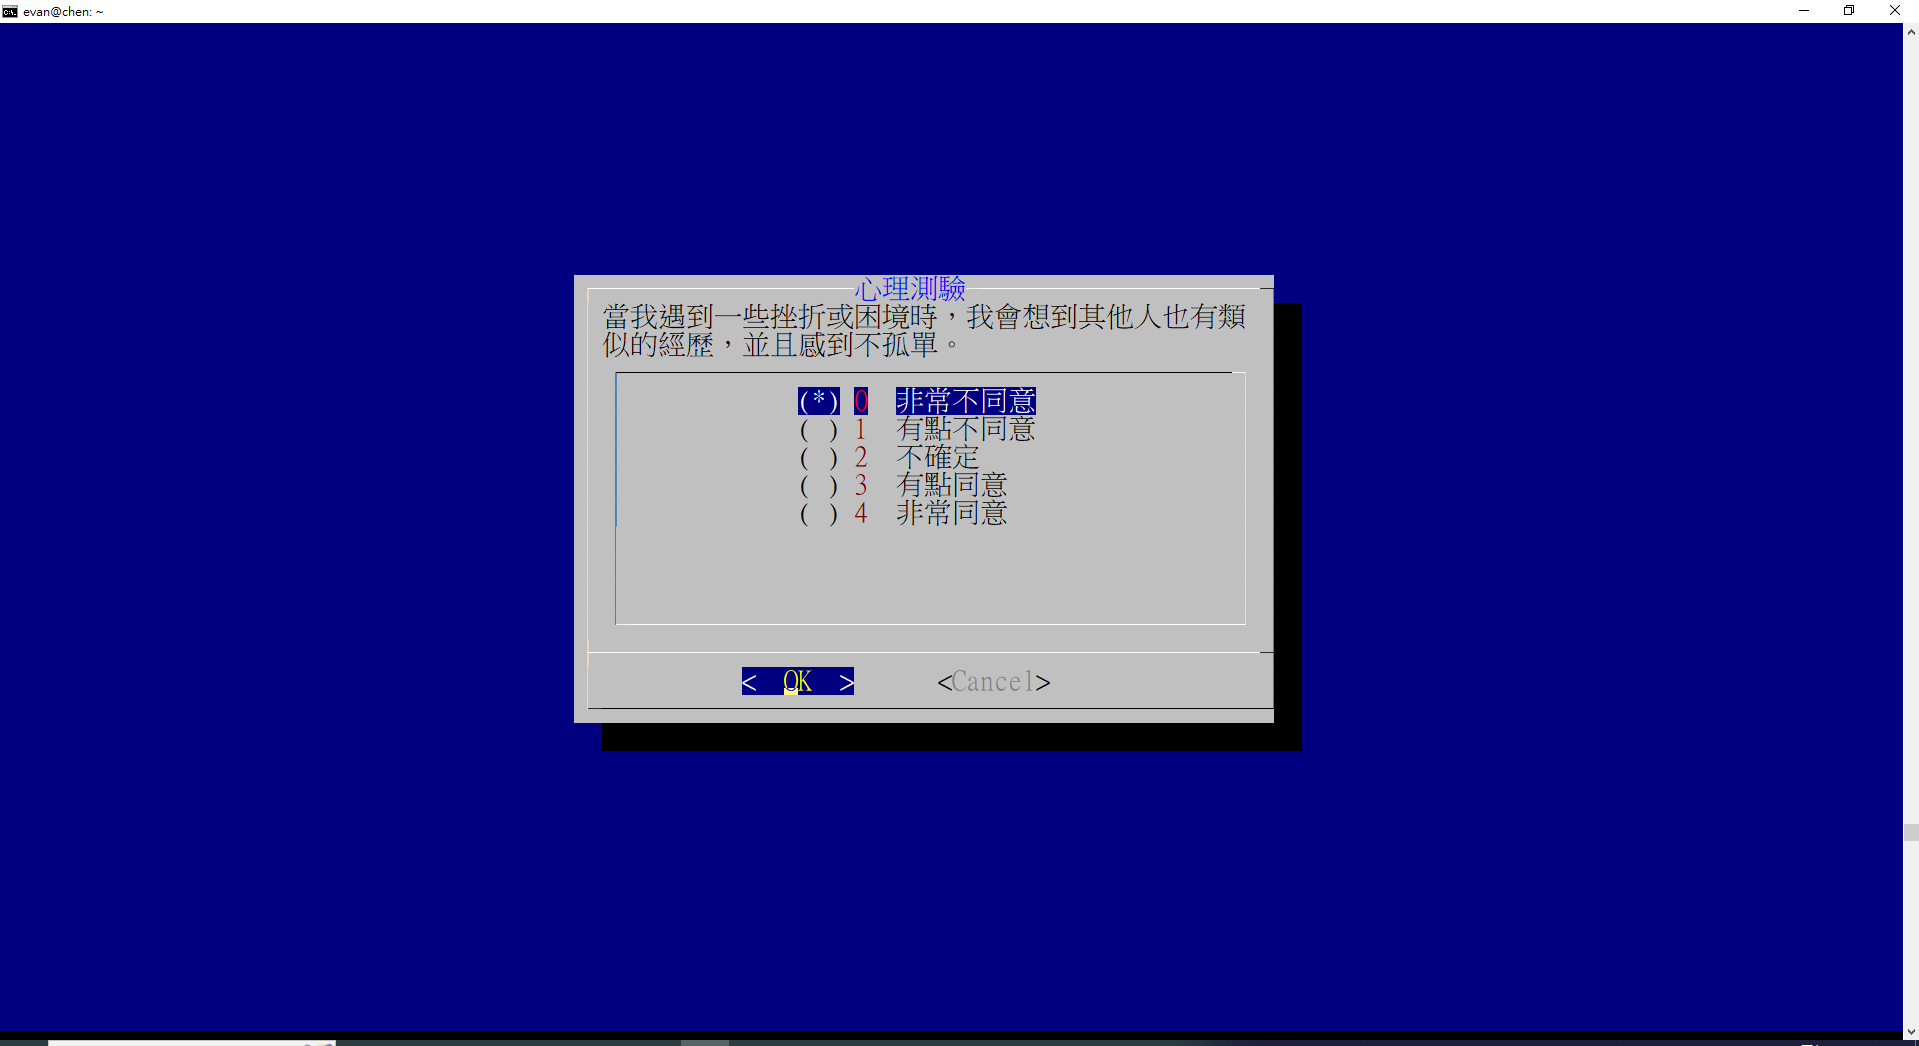 evan@chen: ~
心理測驗
當我遇到一些挫折或困境時，我會想到其他人也有類
似的經歷，並且感到不孤單。
(*) 0 非常不同意
( ) 1 有點不同意
( ) 2 不確定
( ) 3 有點同意
( ) 4 非常同意
< OK > <Cancel>